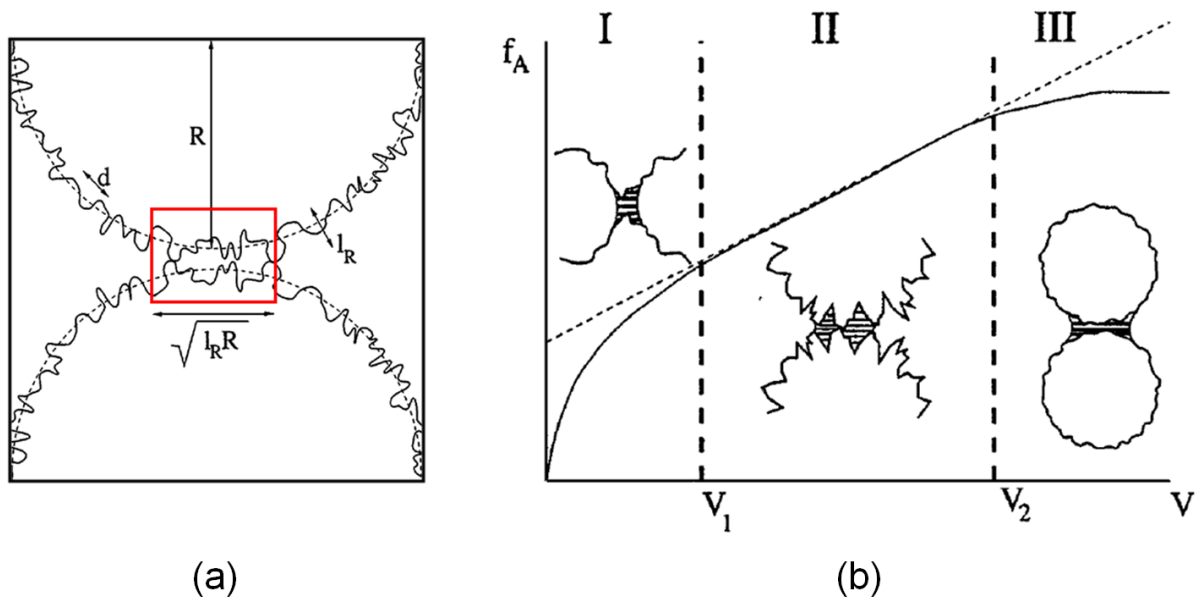 R
d
l_R
√l_R R
(a)
I II III
f_A
V_1 V_2 V
(b)